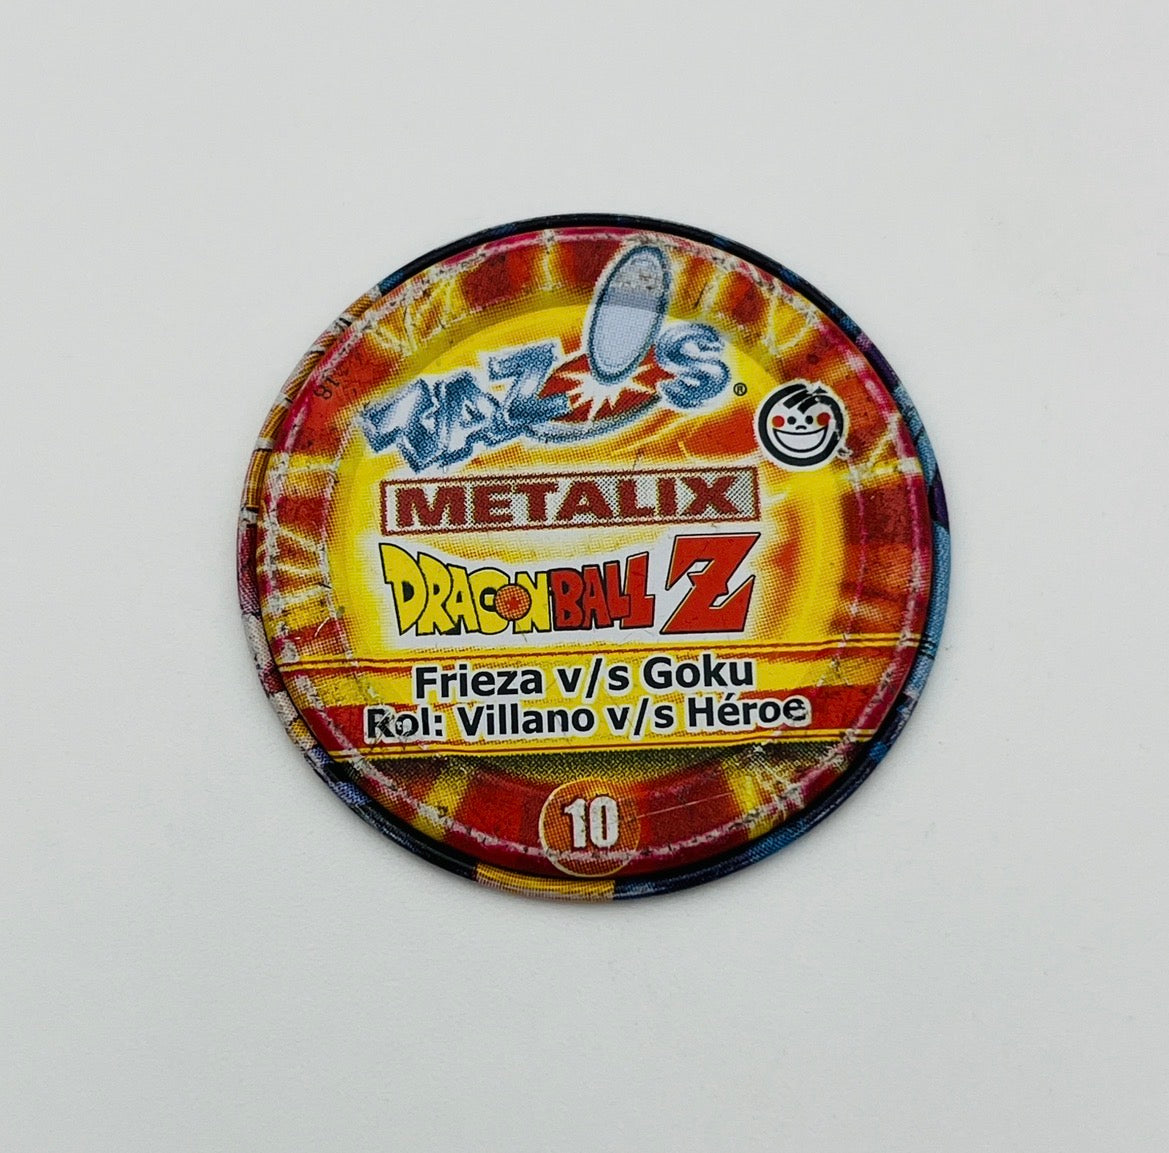 TAZOS®
METALIX
DRAGON BALL Z
Frieza v/s Goku
Rol: Villano v/s Héroe
10